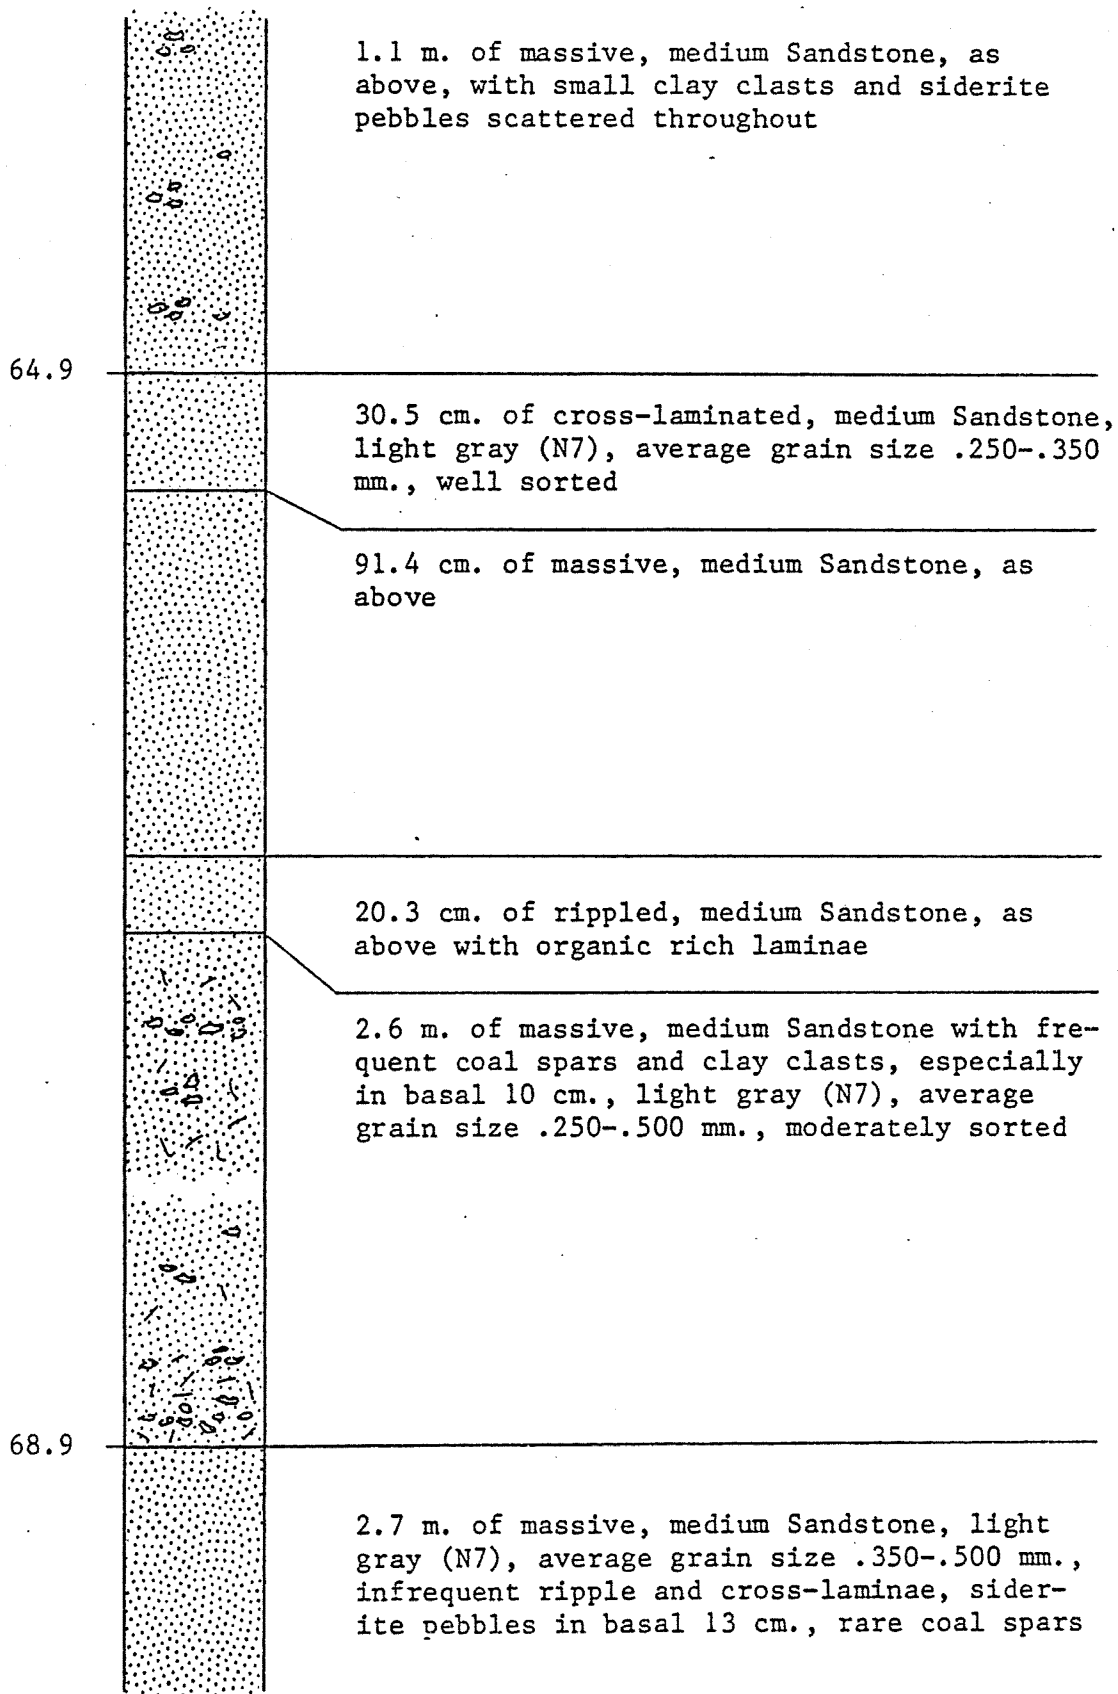 1.1 m. of massive, medium Sandstone, as
above, with small clay clasts and siderite
pebbles scattered throughout
64.9
30.5 cm. of cross-laminated, medium Sandstone,
light gray (N7), average grain size .250-.350
mm., well sorted
91.4 cm. of massive, medium Sandstone, as
above
20.3 cm. of rippled, medium Sandstone, as
above with organic rich laminae
2.6 m. of massive, medium Sandstone with fre-
quent coal spars and clay clasts, especially
in basal 10 cm., light gray (N7), average
grain size .250-.500 mm., moderately sorted
68.9
2.7 m. of massive, medium Sandstone, light
gray (N7), average grain size .350-.500 mm.,
infrequent ripple and cross-laminae, sider-
ite pebbles in basal 13 cm., rare coal spars